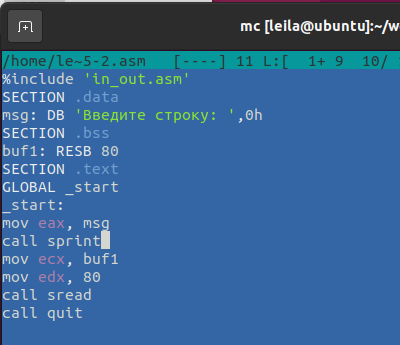 mc [leila@ubuntu]:~/w
/home/le~5-2.asm [----] 11 L:[ 1+ 9 10/
%include 'in_out.asm'
SECTION .data
msg: DB 'Введите строку: ',0h
SECTION .bss
buf1: RESB 80
SECTION .text
GLOBAL _start
_start:
mov eax, msg
call sprint
mov ecx, buf1
mov edx, 80
call sread
call quit